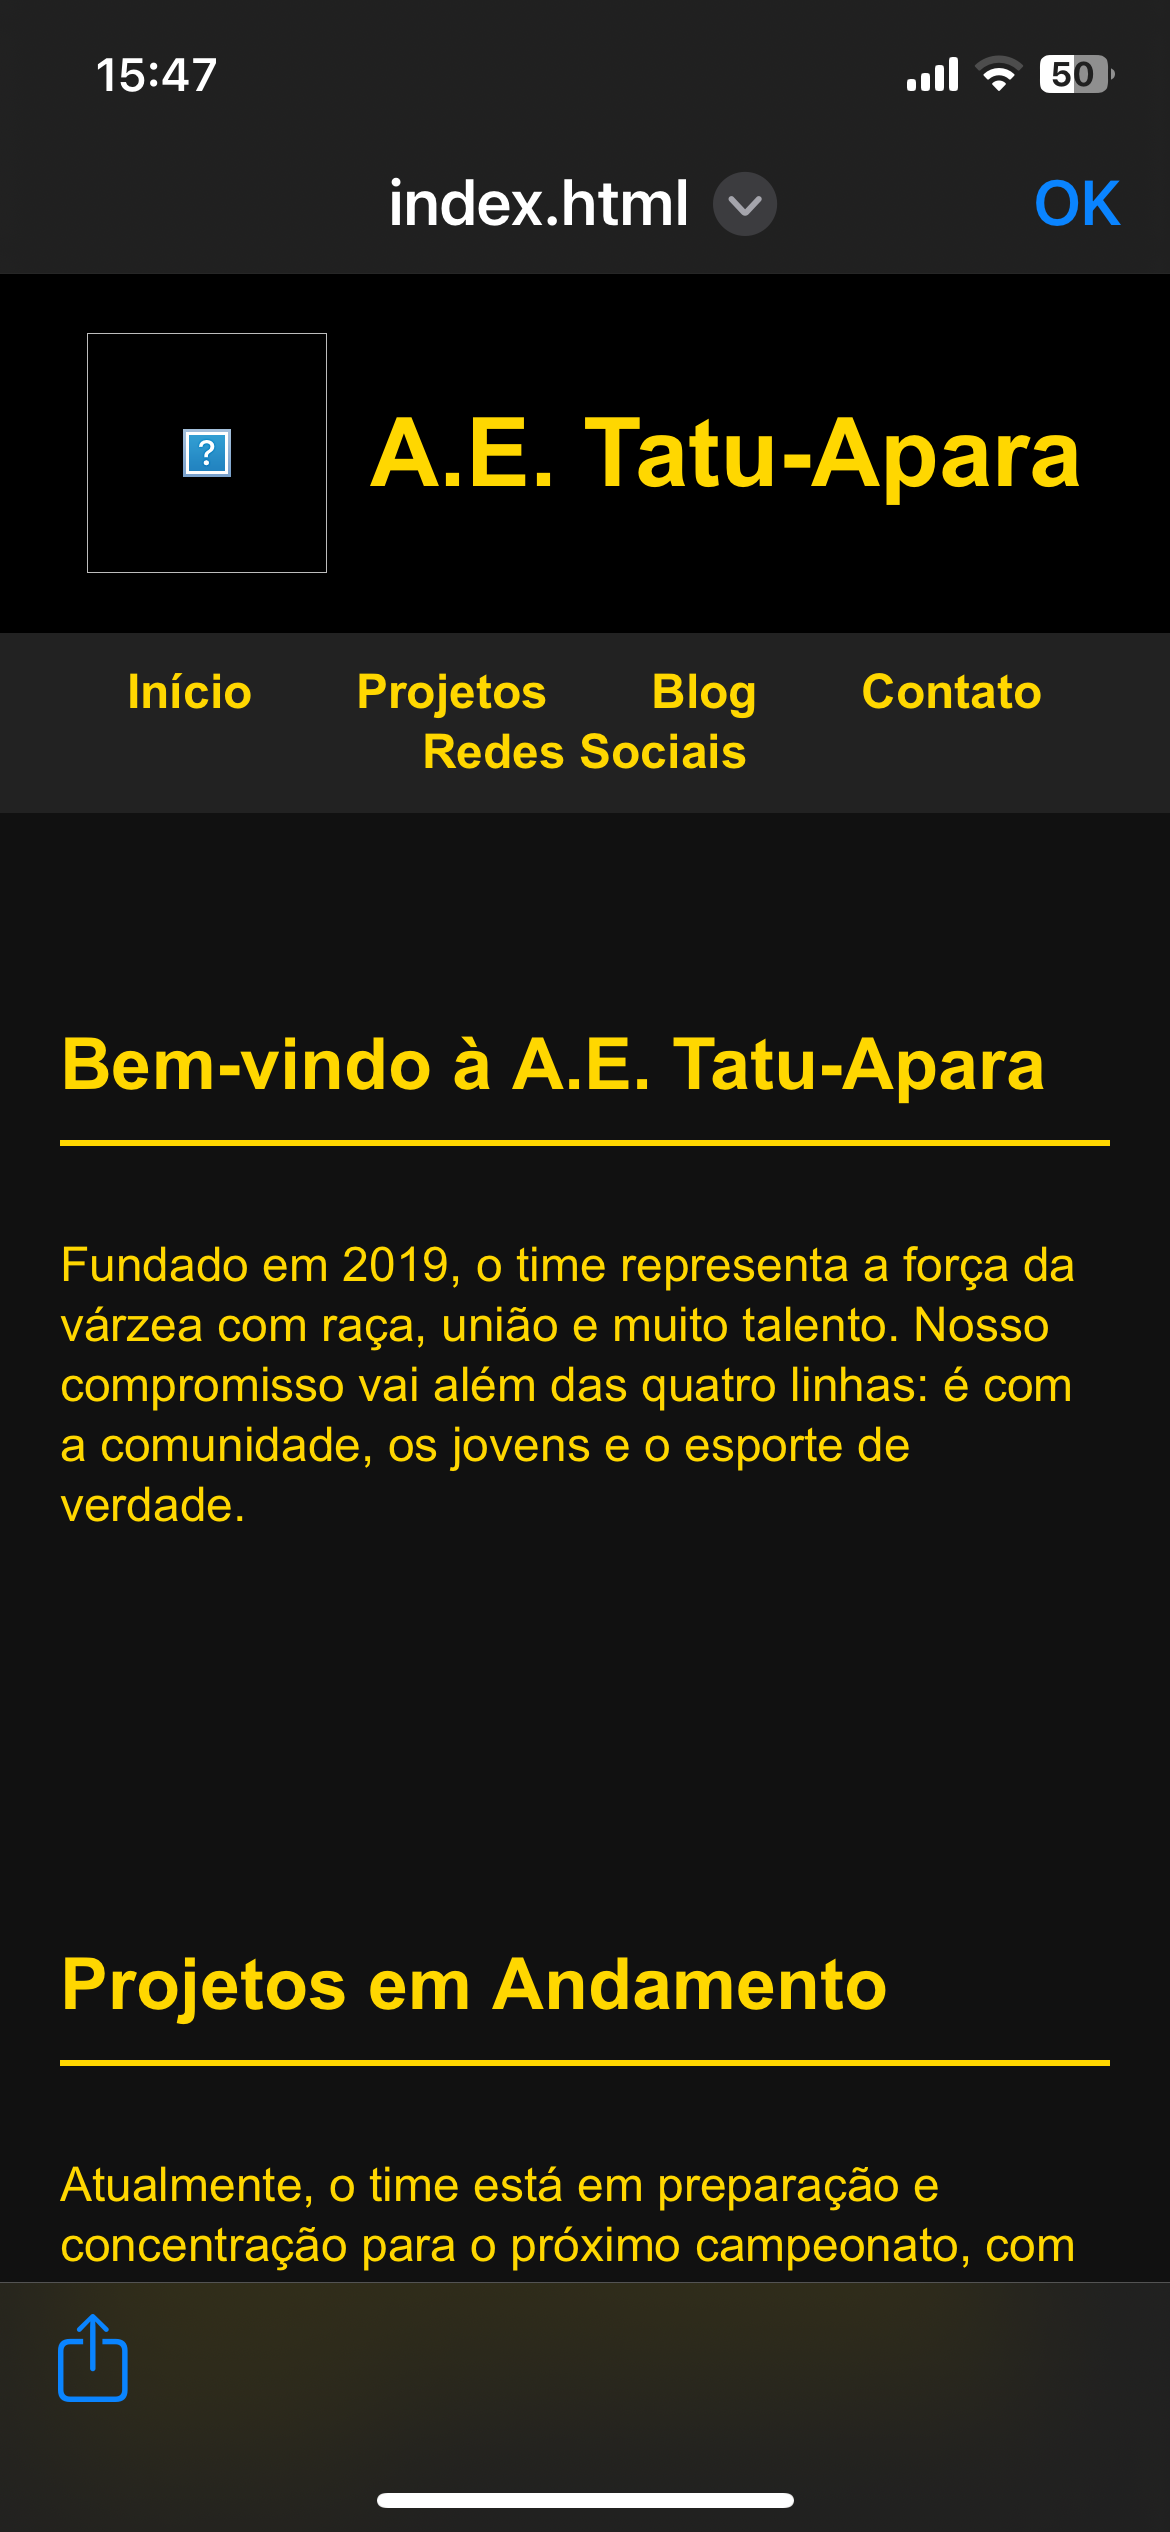 15:47
50
index.html
OK
?
A.E. Tatu-Apara
Início Projetos Blog Contato
Redes Sociais
Bem-vindo à A.E. Tatu-Apara
Fundado em 2019, o time representa a força da
várzea com raça, união e muito talento. Nosso
compromisso vai além das quatro linhas: é com
a comunidade, os jovens e o esporte de
verdade.
Projetos em Andamento
Atualmente, o time está em preparação e
concentração para o próximo campeonato, com